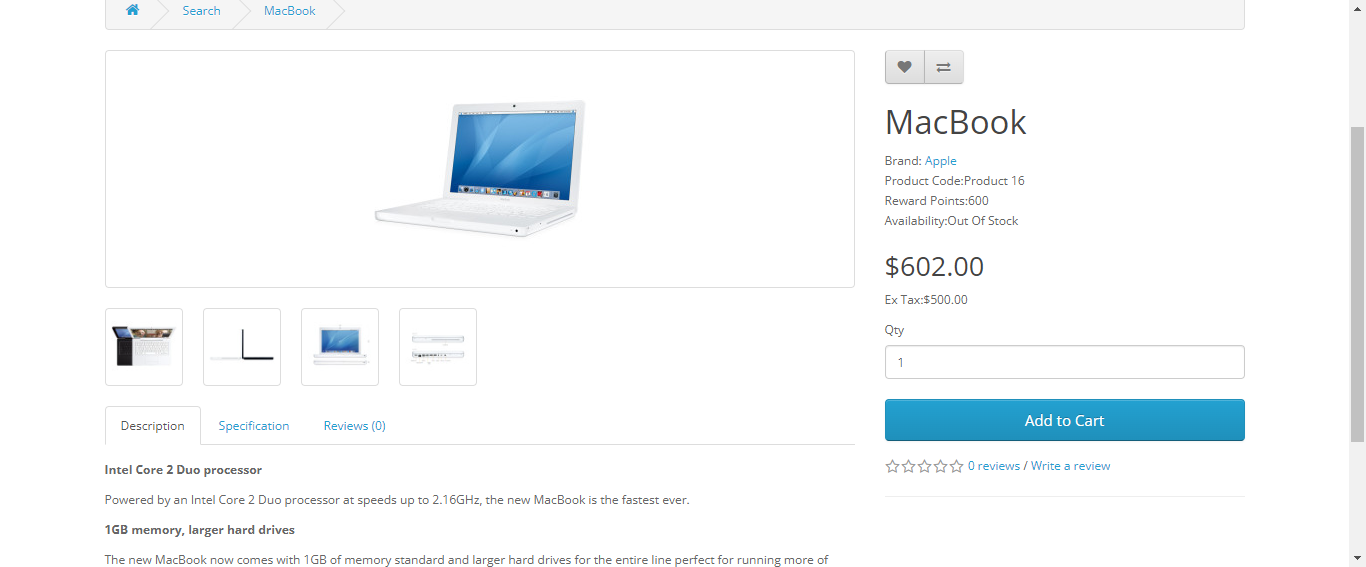 Search
MacBook
MacBook
Brand: Apple
Product Code:Product 16
Reward Points:600
Availability:Out Of Stock
$602.00
Ex Tax:$500.00
Qty
1
Add to Cart
0 reviews / Write a review
Description
Specification
Reviews (0)
Intel Core 2 Duo processor
Powered by an Intel Core 2 Duo processor at speeds up to 2.16GHz, the new MacBook is the fastest ever.
1GB memory, larger hard drives
The new MacBook now comes with 1GB of memory standard and larger hard drives for the entire line perfect for running more of